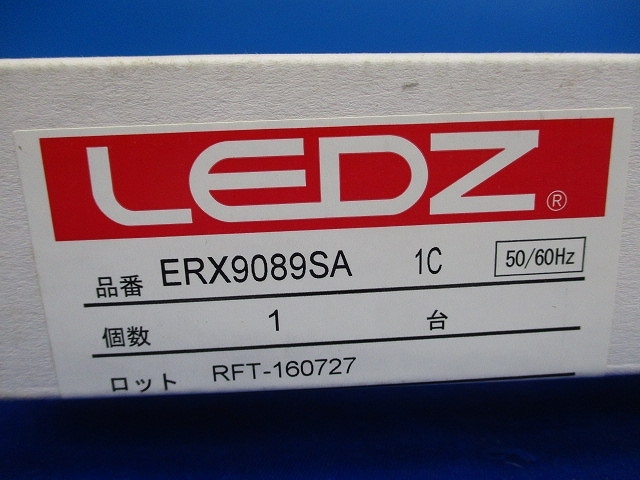 LEDZ®
品番 ERX9089SA 1C 50/60Hz
個数 1 台
ロット RFT-160727